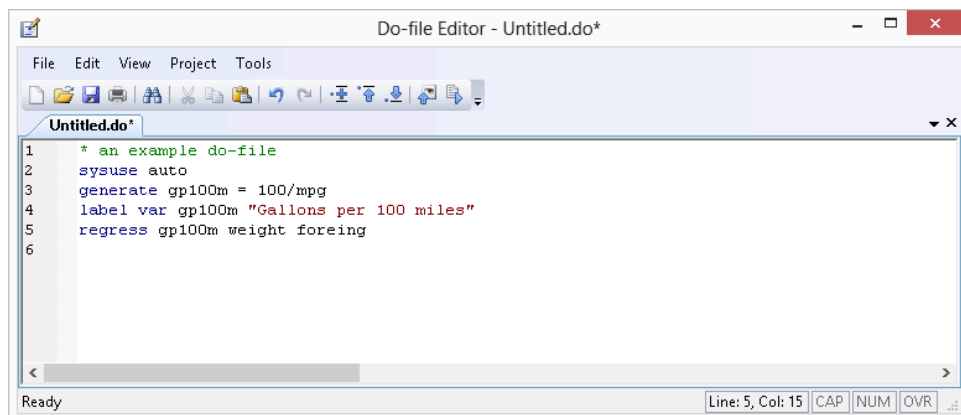 Do-file Editor - Untitled.do*
File Edit View Project Tools
Untitled.do*
1 * an example do-file
2 sysuse auto
3 generate gp100m = 100/mpg
4 label var gp100m "Gallons per 100 miles"
5 regress gp100m weight foreing
6
Ready Line: 5, Col: 15 CAP NUM OVR